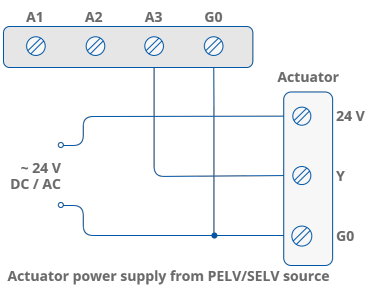 A1 A2 A3 G0
Actuator
24 V
~ 24 V
DC / AC
Y
G0
Actuator power supply from PELV/SELV source